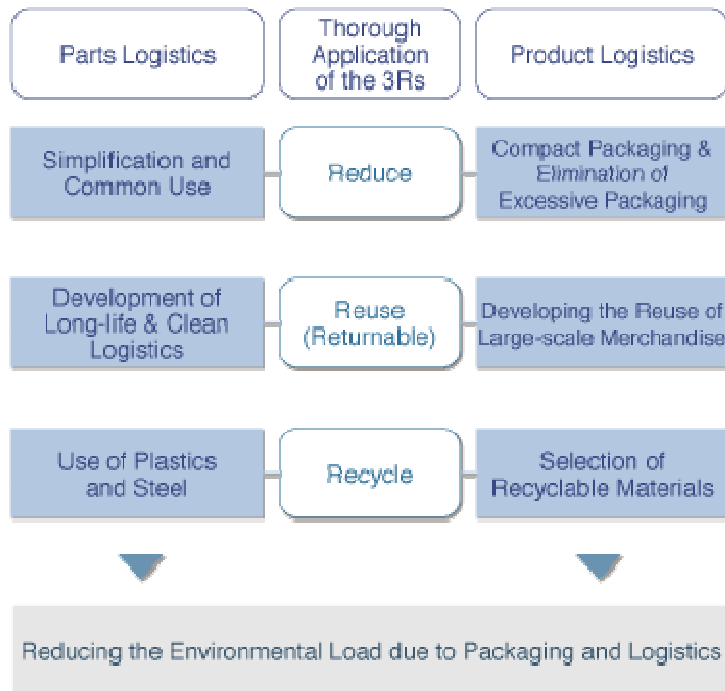 Parts Logistics
Thorough
Application
of the 3Rs
Product Logistics
Simplification and
Common Use
Reduce
Compact Packaging &
Elimination of
Excessive Packaging
Development of
Long-life & Clean
Logistics
Reuse
(Returnable)
Developing the Reuse of
Large-scale Merchandise
Use of Plastics
and Steel
Recycle
Selection of
Recyclable Materials
Reducing the Environmental Load due to Packaging and Logistics